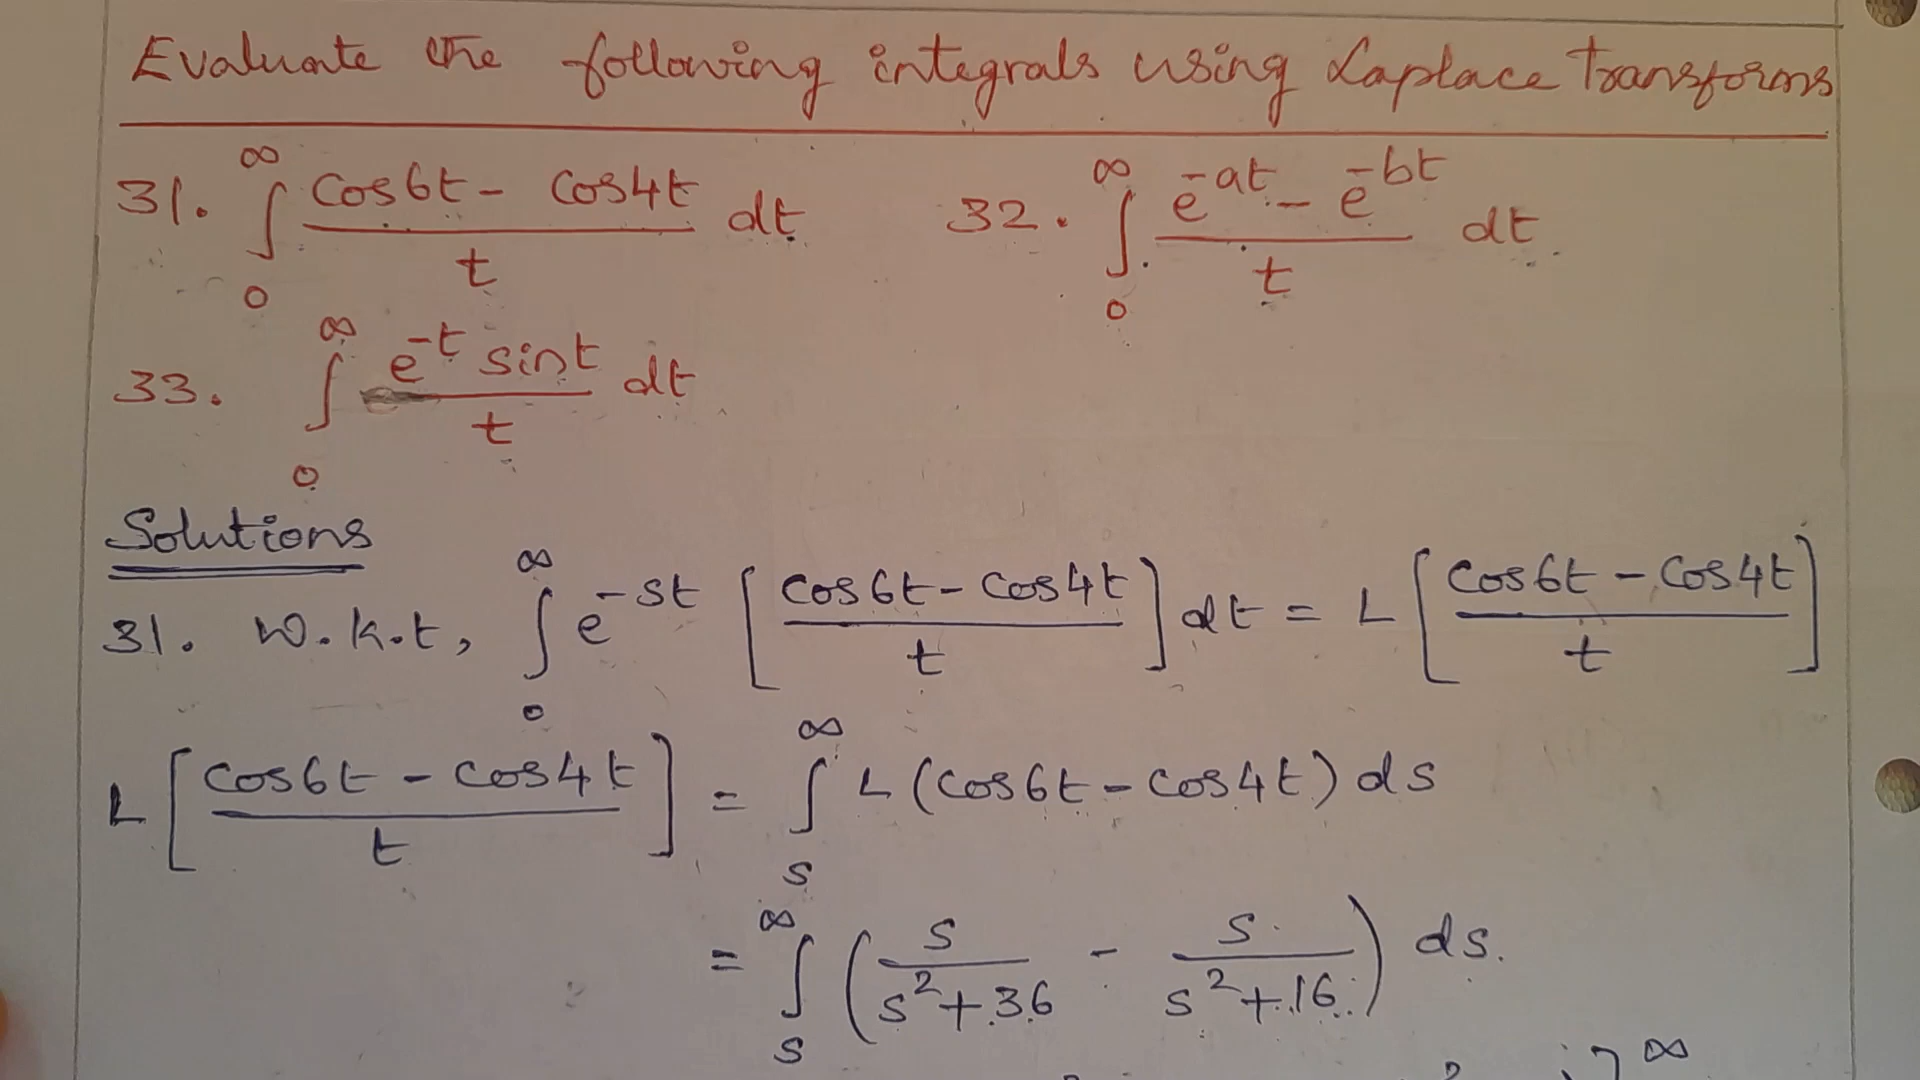 Evaluate the following integrals using Laplace Transforms
31. ∫₀^∞ (cos6t - cos4t)/t dt  32. ∫₀^∞ (e^-at - e^-bt)/t dt
33. ∫₀^∞ (e^-t sint)/t dt
Solutions
31. W.k.t, ∫₀^∞ e^-st [(cos6t - cos4t)/t] dt = L[(cos6t - cos4t)/t]
L[(cos6t - cos4t)/t] = ∫ₛ^∞ L(cos6t - cos4t) ds
= ∫ₛ^∞ (s/(s²+36) - s/(s²+16)) ds.